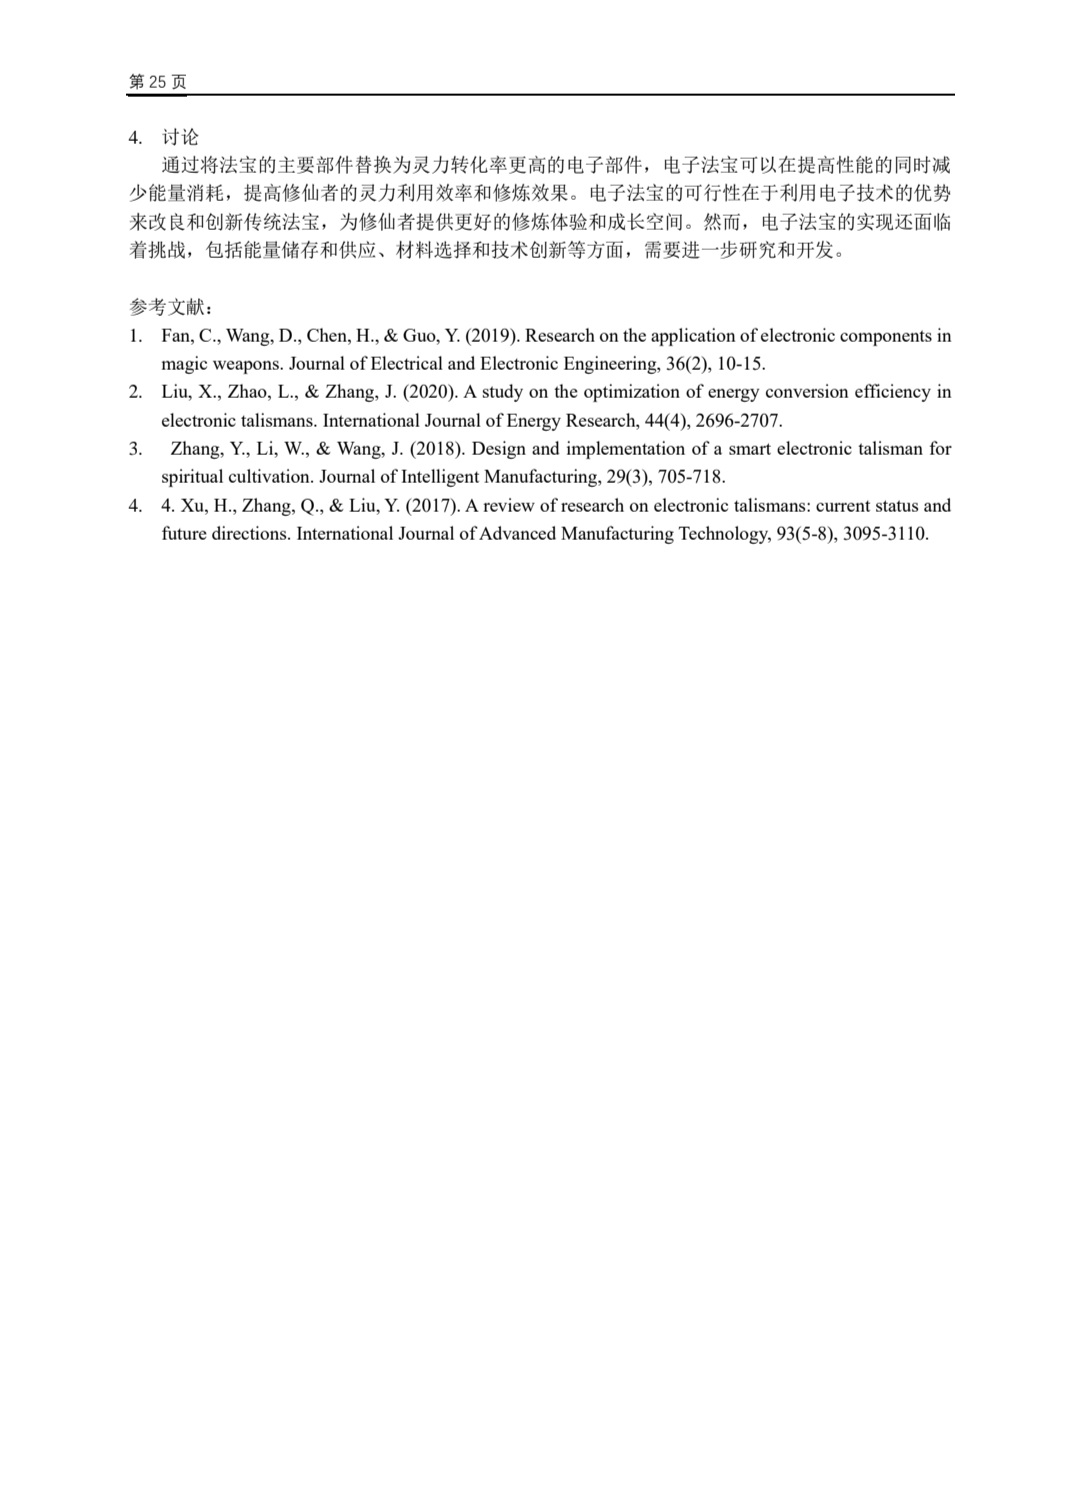 第 25 页
4. 讨论
通过将法宝的主要部件替换为灵力转化率更高的电子部件，电子法宝可以在提高性能的同时减
少能量消耗，提高修仙者的灵力利用效率和修炼效果。电子法宝的可行性在于利用电子技术的优势
来改良和创新传统法宝，为修仙者提供更好的修炼体验和成长空间。然而，电子法宝的实现还面临
着挑战，包括能量储存和供应、材料选择和技术创新等方面，需要进一步研究和开发。
参考文献：
1. Fan, C., Wang, D., Chen, H., & Guo, Y. (2019). Research on the application of electronic components in
magic weapons. Journal of Electrical and Electronic Engineering, 36(2), 10-15.
2. Liu, X., Zhao, L., & Zhang, J. (2020). A study on the optimization of energy conversion efficiency in
electronic talismans. International Journal of Energy Research, 44(4), 2696-2707.
3. Zhang, Y., Li, W., & Wang, J. (2018). Design and implementation of a smart electronic talisman for
spiritual cultivation. Journal of Intelligent Manufacturing, 29(3), 705-718.
4. 4. Xu, H., Zhang, Q., & Liu, Y. (2017). A review of research on electronic talismans: current status and
future directions. International Journal of Advanced Manufacturing Technology, 93(5-8), 3095-3110.